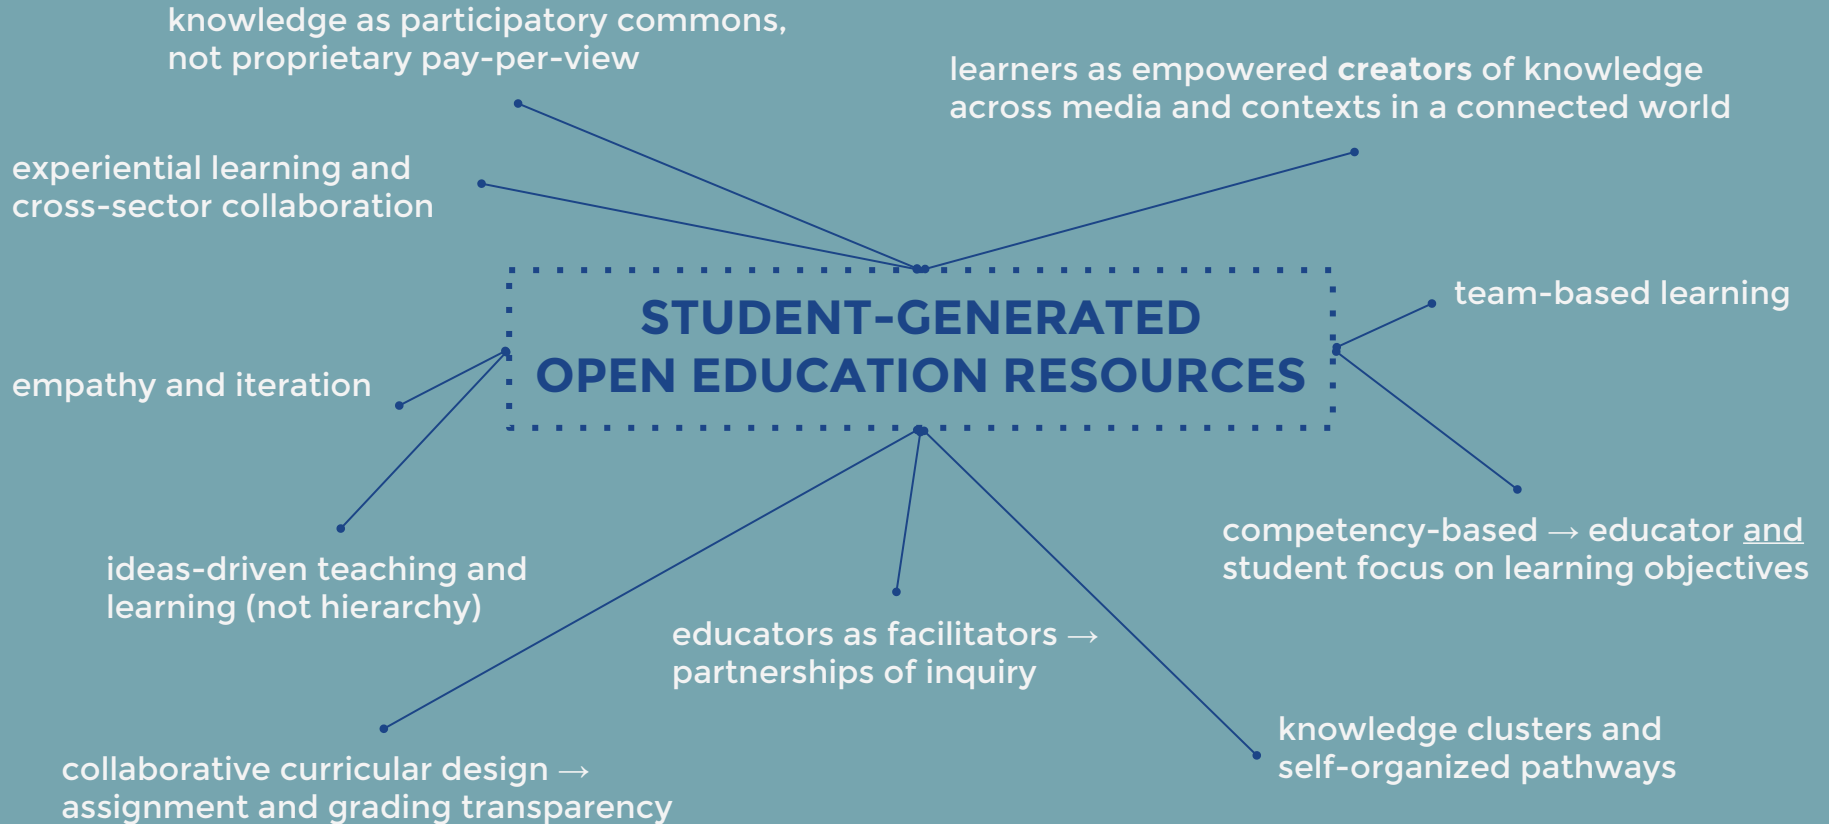 knowledge as participatory commons,
not proprietary pay-per-view
learners as empowered creators of knowledge
across media and contexts in a connected world
experiential learning and
cross-sector collaboration
STUDENT-GENERATED
OPEN EDUCATION RESOURCES
team-based learning
empathy and iteration
competency-based → educator and
student focus on learning objectives
ideas-driven teaching and
learning (not hierarchy)
educators as facilitators →
partnerships of inquiry
knowledge clusters and
self-organized pathways
collaborative curricular design →
assignment and grading transparency